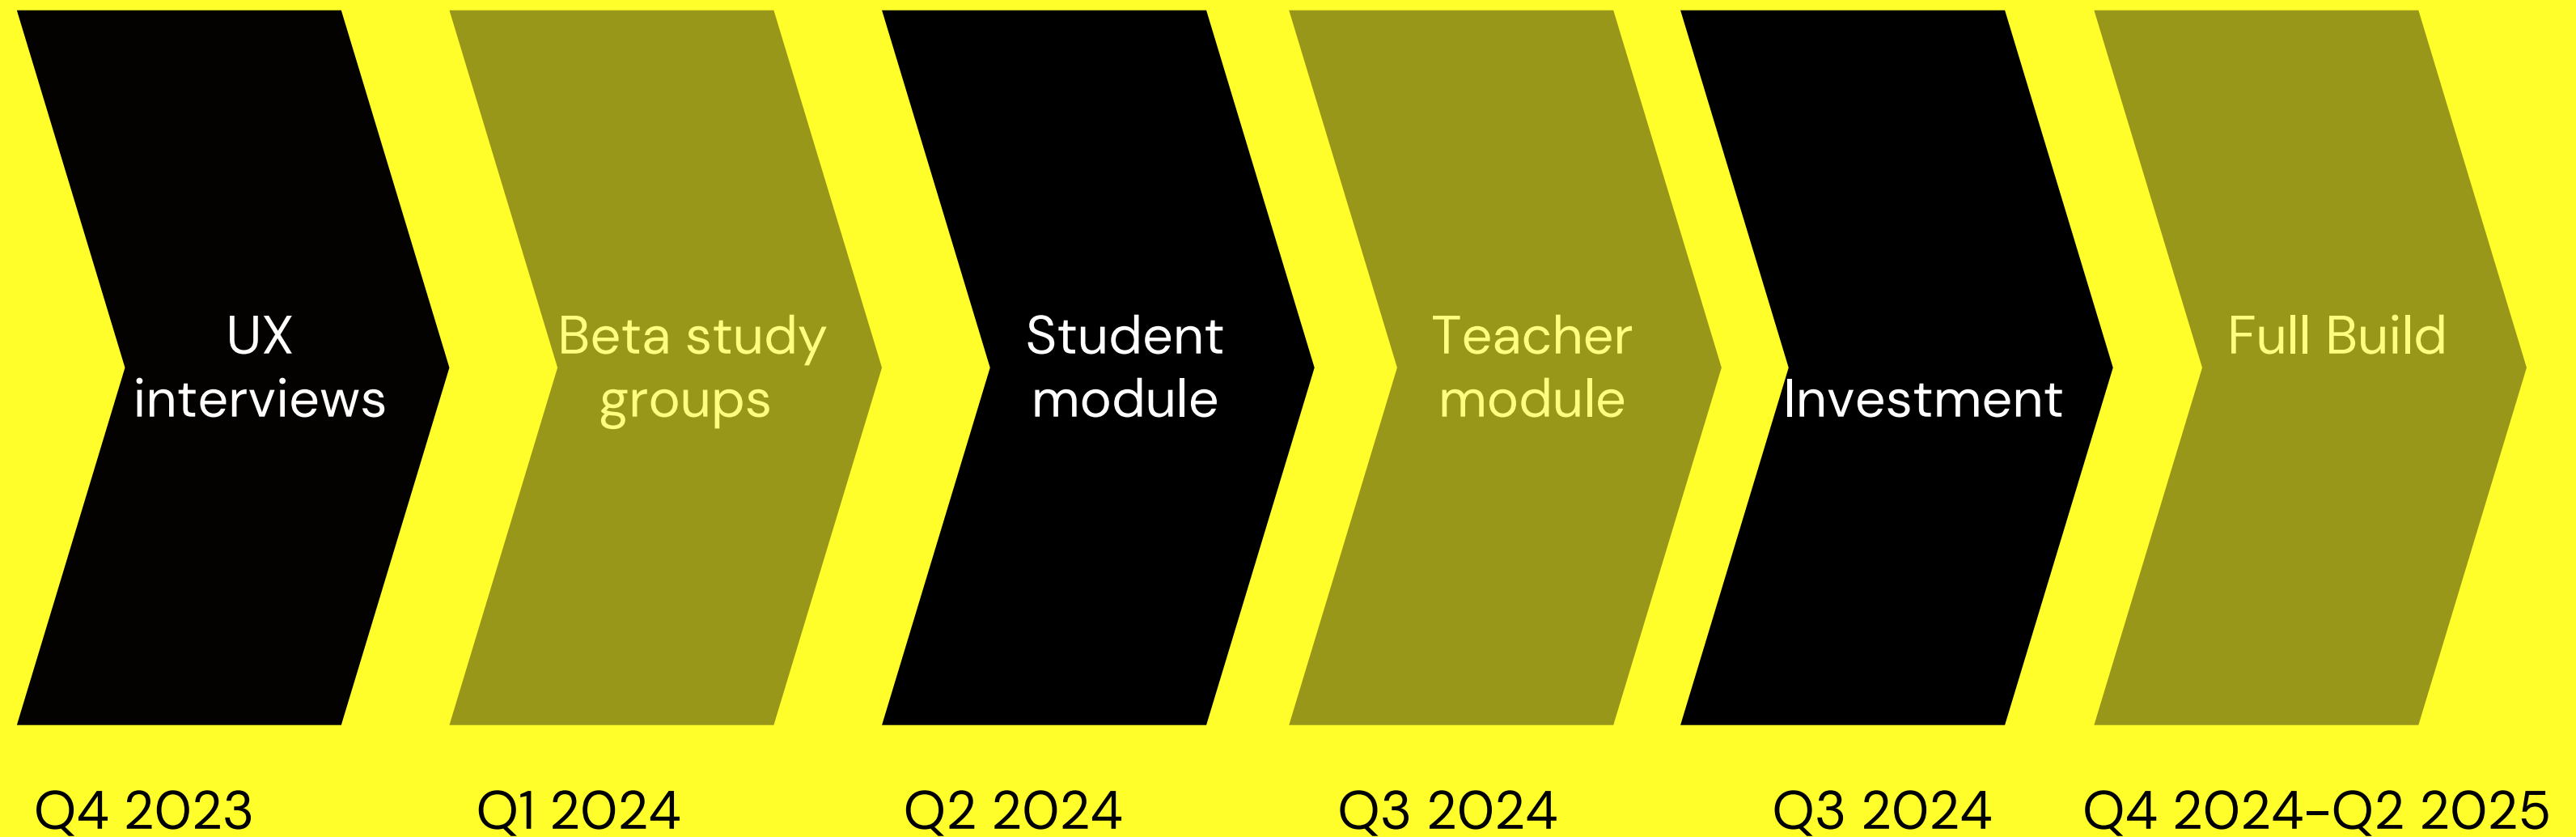 UX
interviews
Beta study
groups
Student
module
Teacher
module
Investment
Full Build
Q4 2023
Q1 2024
Q2 2024
Q3 2024
Q3 2024
Q4 2024–Q2 2025